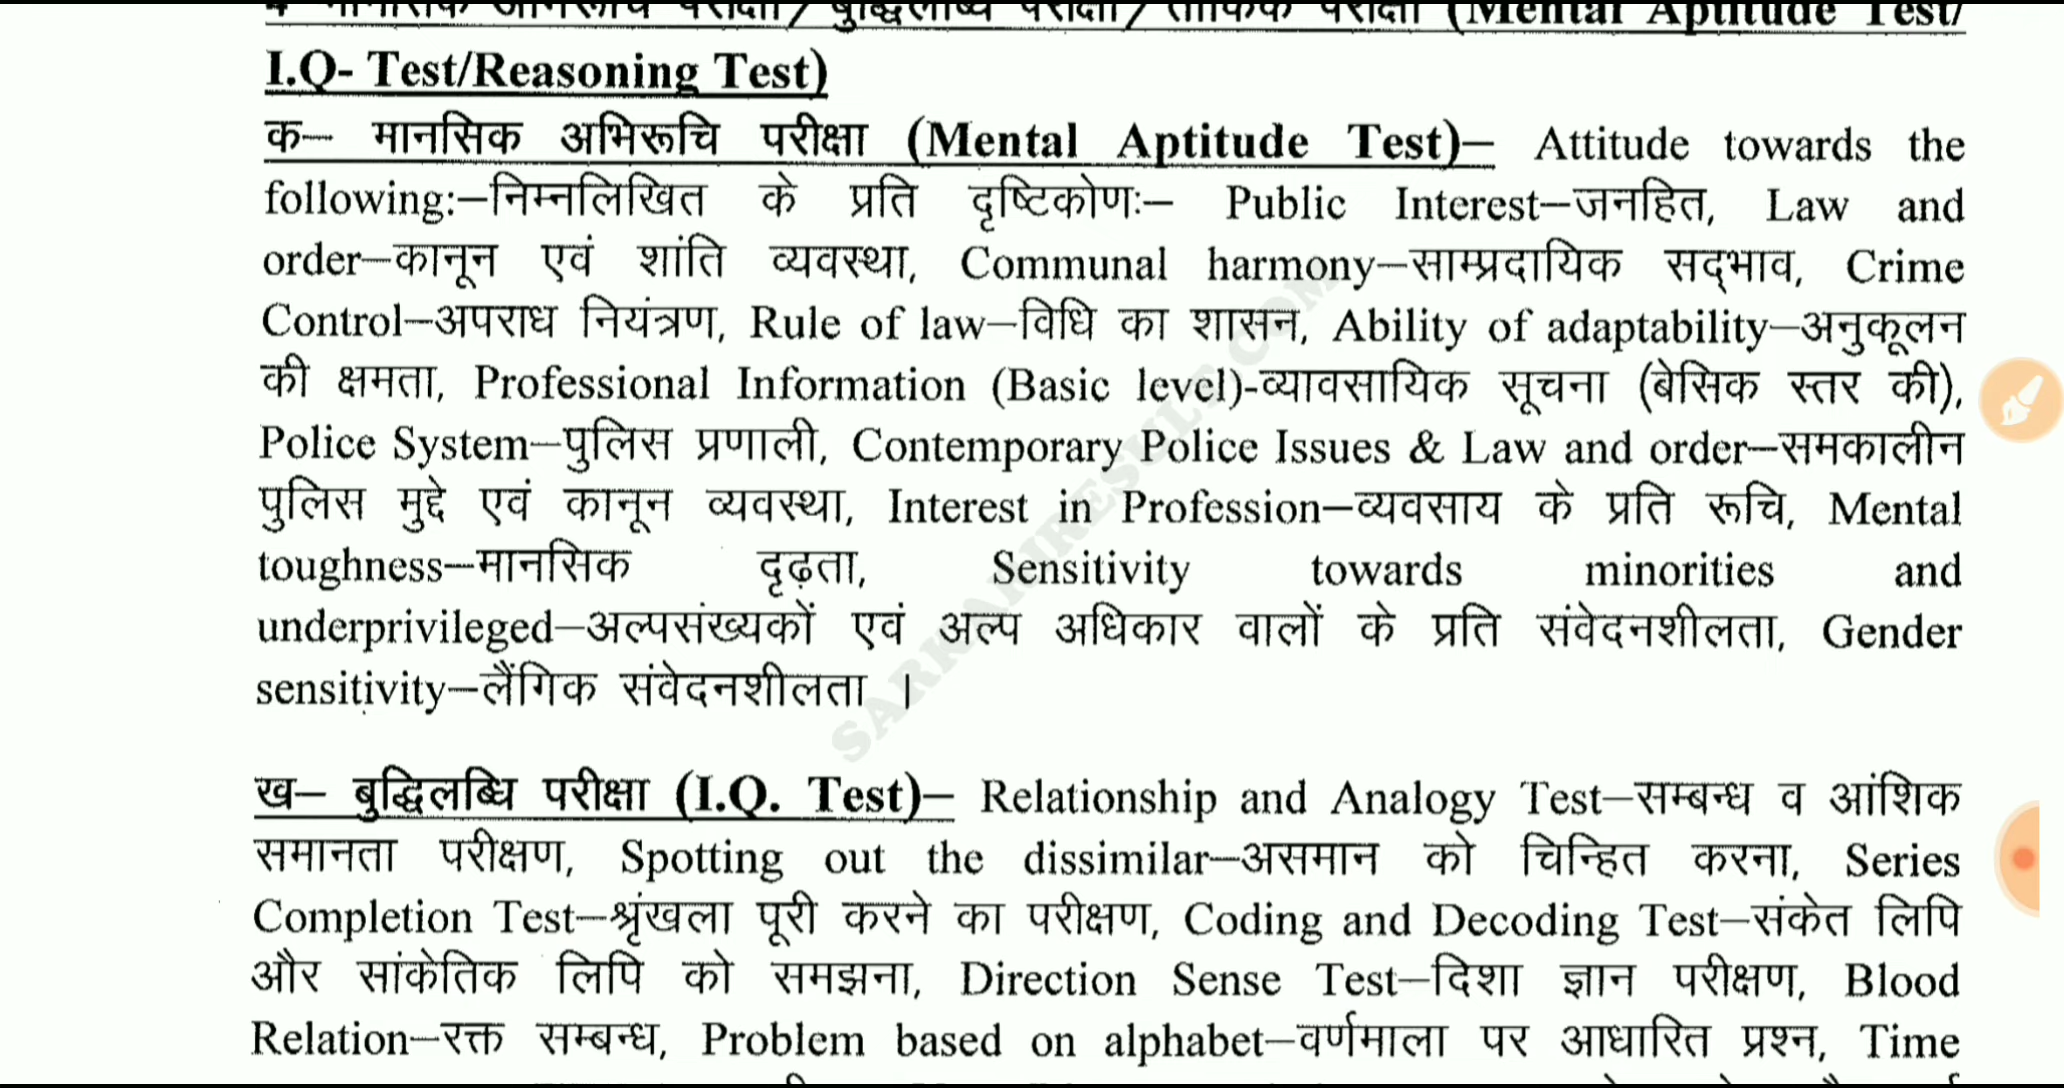 मानसिक अभिरूचि परीक्षा/ बुद्धिलब्धि परीक्षा/ तार्किक परीक्षा (Mental Aptitude Test/
I.Q- Test/Reasoning Test)
क– मानसिक अभिरूचि परीक्षा (Mental Aptitude Test)– Attitude towards the
following:–निम्नलिखित के प्रति दृष्टिकोणः– Public Interest–जनहित, Law and
order–कानून एवं शांति व्यवस्था, Communal harmony–साम्प्रदायिक सद्भाव, Crime
Control–अपराध नियंत्रण, Rule of law–विधि का शासन, Ability of adaptability–अनुकूलन
की क्षमता, Professional Information (Basic level)-व्यावसायिक सूचना (बेसिक स्तर की),
Police System–पुलिस प्रणाली, Contemporary Police Issues & Law and order–समकालीन
पुलिस मुद्दे एवं कानून व्यवस्था, Interest in Profession–व्यवसाय के प्रति रूचि, Mental
toughness–मानसिक दृढ़ता, Sensitivity towards minorities and
underprivileged–अल्पसंख्यकों एवं अल्प अधिकार वालों के प्रति संवेदनशीलता, Gender
sensitivity–लैंगिक संवेदनशीलता ।
SARKARIRESULT.COM
ख– बुद्धिलब्धि परीक्षा (I.Q. Test)– Relationship and Analogy Test–सम्बन्ध व आंशिक
समानता परीक्षण, Spotting out the dissimilar–असमान को चिन्हित करना, Series
Completion Test–श्रृंखला पूरी करने का परीक्षण, Coding and Decoding Test–संकेत लिपि
और सांकेतिक लिपि को समझना, Direction Sense Test–दिशा ज्ञान परीक्षण, Blood
Relation–रक्त सम्बन्ध, Problem based on alphabet–वर्णमाला पर आधारित प्रश्न, Time